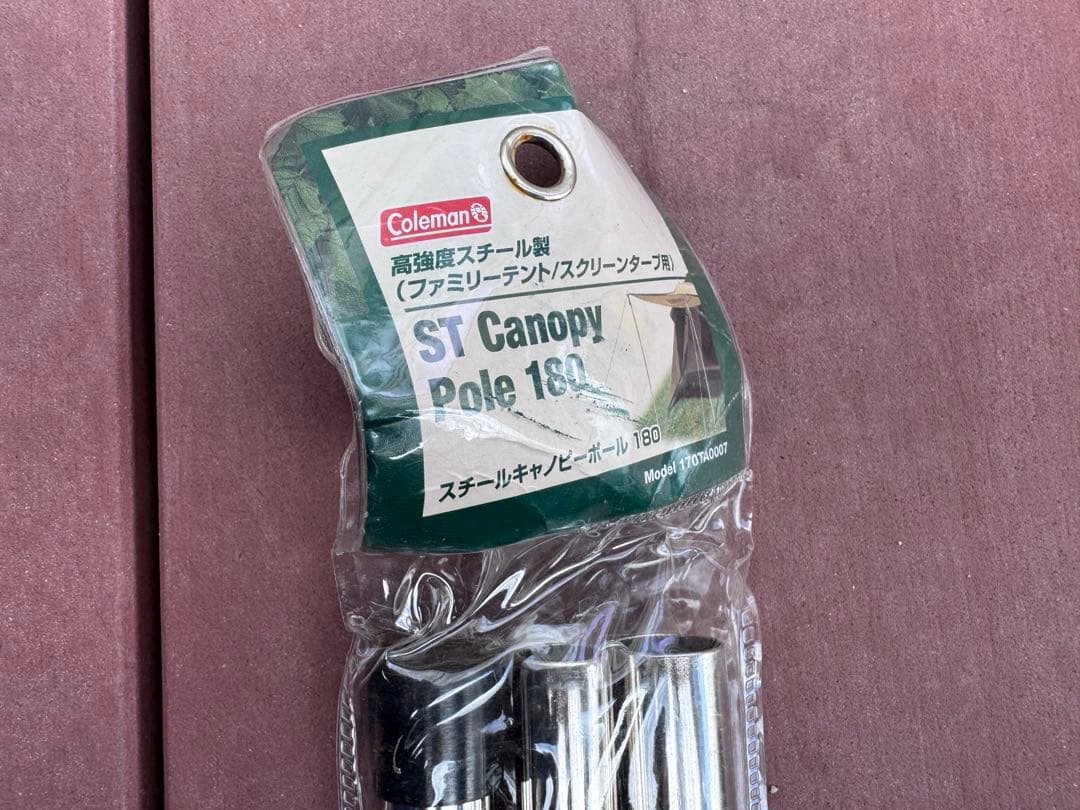 Coleman
高強度スチール製
(ファミリーテント/スクリーンタープ用)
ST Canopy
Pole 180
スチールキャノピーポール 180
Model 170TA0007